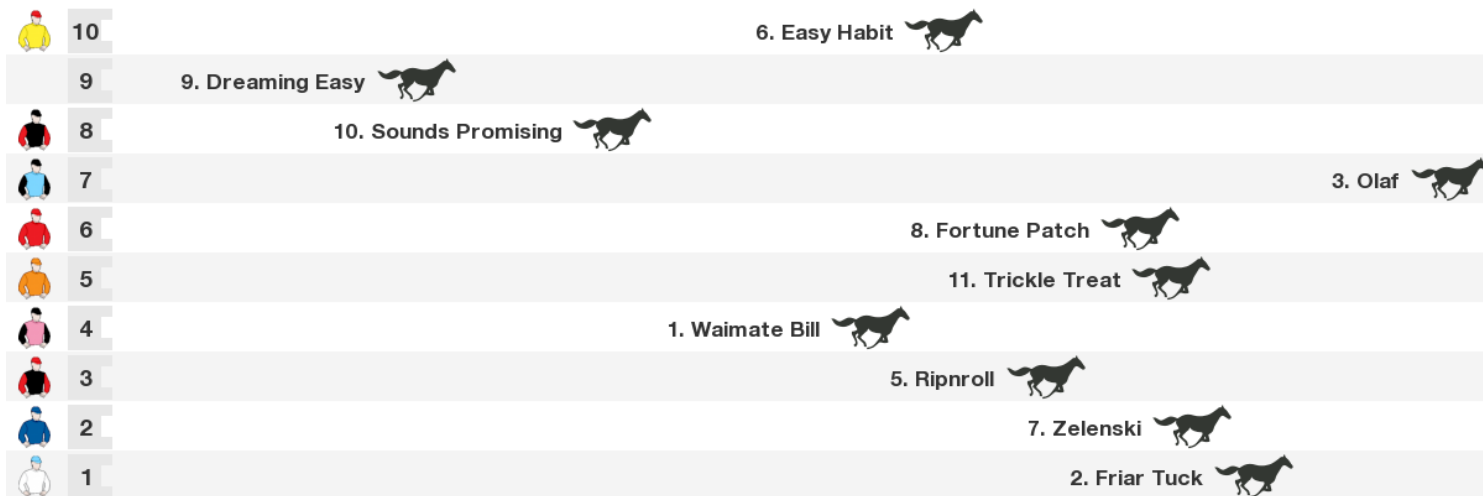 10 6. Easy Habit
9 9. Dreaming Easy
8 10. Sounds Promising
7 3. Olaf
6 8. Fortune Patch
5 11. Trickle Treat
4 1. Waimate Bill
3 5. Ripnroll
2 7. Zelenski
1 2. Friar Tuck